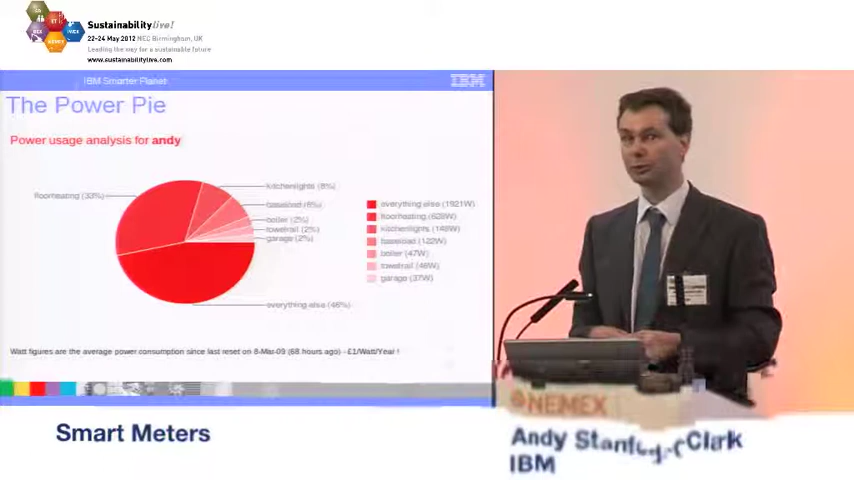 Sustainabilitylive!
22-24 May 2012 NEC Birmingham, UK
Leading the way for a sustainable future
www.sustainabilitylive.com
IBM Smarter Planet
IBM
The Power Pie
Power usage analysis for andy
floorheating (33%)
kitchenlights (8%)
baseload (6%)
boiler (2%)
towelrail (2%)
garage (2%)
everything else (46%)
everything else (1921W)
floorheating (628W)
kitchenlights (148W)
baseload (122W)
boiler (47W)
towelrail (46W)
garage (37W)
Watt figures are the average power consumption since last reset on 8-Mar-09 (68 hours ago) - £1/Watt/Year !
NEMEX
Smart Meters
Andy Clark
IBM